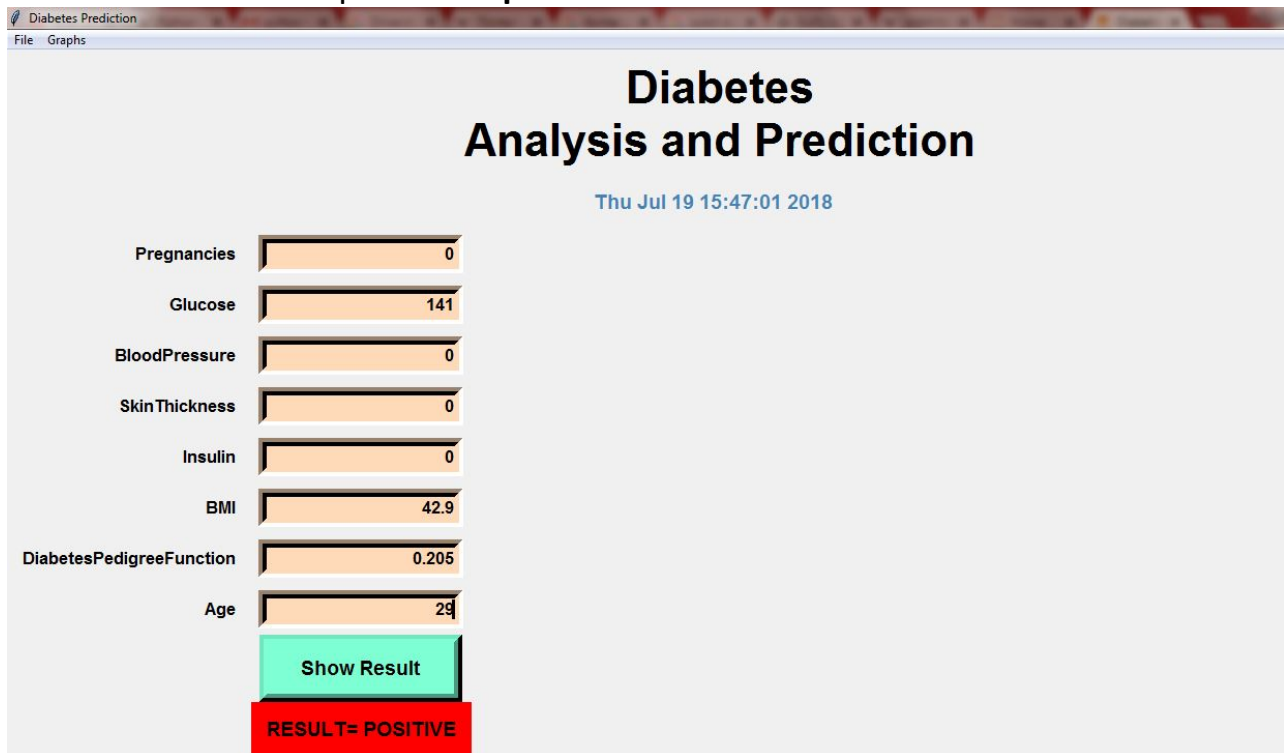 Diabetes Prediction
File Graphs
Diabetes
Analysis and Prediction
Thu Jul 19 15:47:01 2018
Pregnancies 0
Glucose 141
BloodPressure 0
SkinThickness 0
Insulin 0
BMI 42.9
DiabetesPedigreeFunction 0.205
Age 29
Show Result
RESULT= POSITIVE